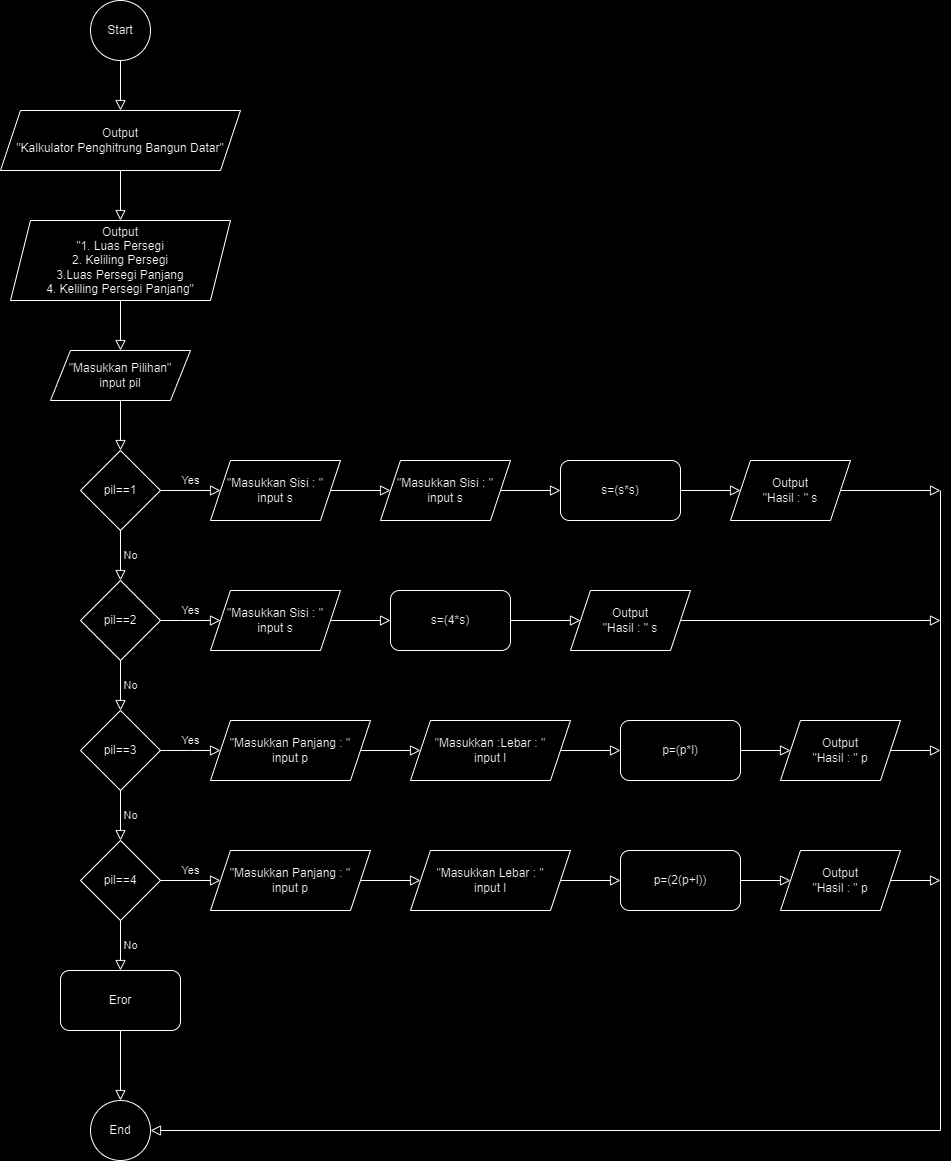 Start
Output
"Kalkulator Penghitrung Bangun Datar"
Output
"1. Luas Persegi
2. Keliling Persegi
3.Luas Persegi Panjang
4. Keliling Persegi Panjang"
"Masukkan Pilihan"
input pil
pil==1
Yes
"Masukkan Sisi : "
input s
"Masukkan Sisi : "
input s
s=(s*s)
Output
"Hasil : " s
No
pil==2
Yes
"Masukkan Sisi : "
input s
s=(4*s)
Output
"Hasil : " s
No
pil==3
Yes
"Masukkan Panjang : "
input p
"Masukkan :Lebar : "
input l
p=(p*l)
Output
"Hasil : " p
No
pil==4
Yes
"Masukkan Panjang : "
input p
"Masukkan Lebar : "
input l
p=(2(p+l))
Output
"Hasil : " p
No
Eror
End